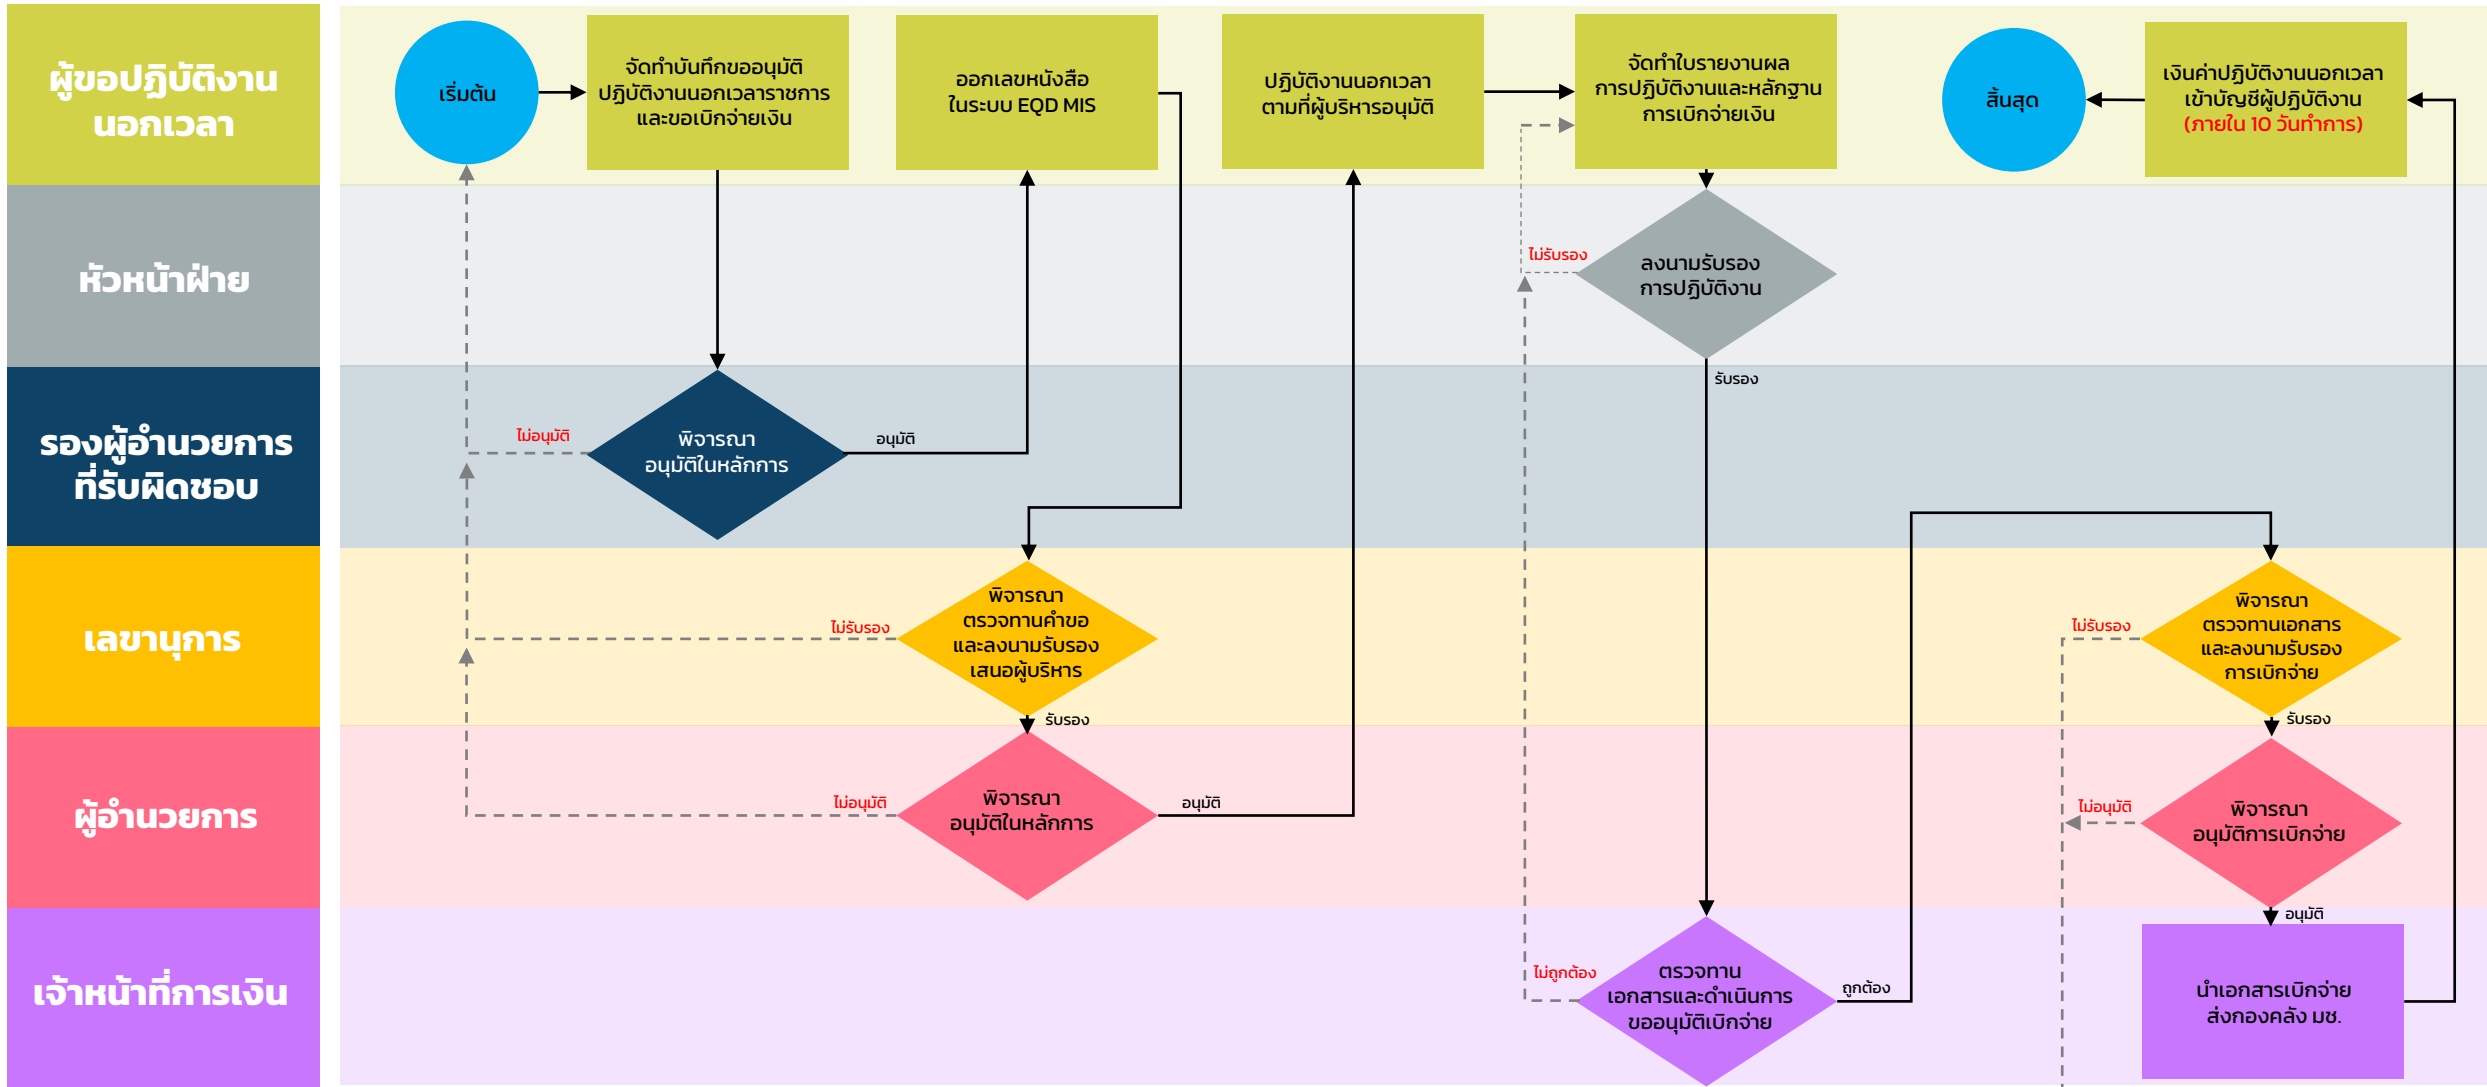 ผู้ขอปฏิบัติงาน
นอกเวลา
เริ่มต้น
จัดทำบันทึกขออนุมัติ
ปฏิบัติงานนอกเวลาราชการ
และขอเบิกจ่ายเงิน
ออกเลขหนังสือ
ในระบบ EQD MIS
ปฏิบัติงานนอกเวลา
ตามที่ผู้บริหารอนุมัติ
จัดทำใบรายงานผล
การปฏิบัติงานและหลักฐาน
การเบิกจ่ายเงิน
สิ้นสุด
เงินค่าปฏิบัติงานนอกเวลา
เข้าบัญชีผู้ปฏิบัติงาน
(ภายใน 10 วันทำการ)
หัวหน้าฝ่าย
ไม่รับรอง
ลงนามรับรอง
การปฏิบัติงาน
รับรอง
รองผู้อำนวยการ
ที่รับผิดชอบ
ไม่อนุมัติ
พิจารณา
อนุมัติในหลักการ
อนุมัติ
เลขานุการ
ไม่รับรอง
พิจารณา
ตรวจทานคำขอ
และลงนามรับรอง
เสนอผู้บริหาร
รับรอง
ไม่รับรอง
พิจารณา
ตรวจทานเอกสาร
และลงนามรับรอง
การเบิกจ่าย
รับรอง
ผู้อำนวยการ
ไม่อนุมัติ
พิจารณา
อนุมัติในหลักการ
อนุมัติ
ไม่อนุมัติ
พิจารณา
อนุมัติการเบิกจ่าย
อนุมัติ
เจ้าหน้าที่การเงิน
ไม่ถูกต้อง
ตรวจทาน
เอกสารและดำเนินการ
ขออนุมัติเบิกจ่าย
ถูกต้อง
นำเอกสารเบิกจ่าย
ส่งกองคลัง มช.